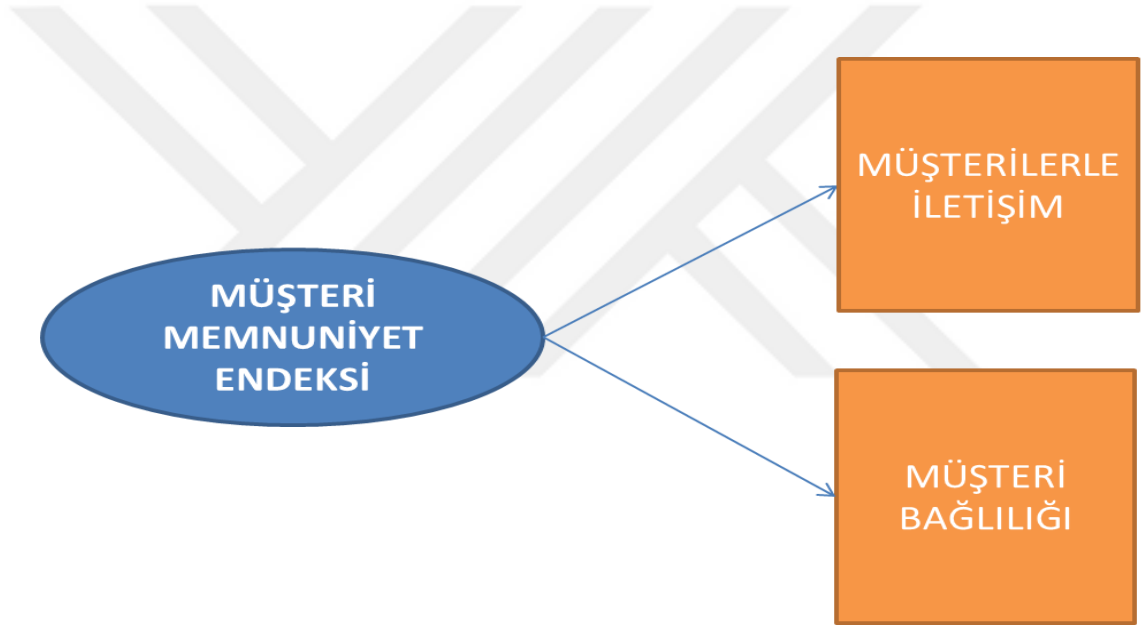 MÜŞTERİ
MEMNUNİYET
ENDEKSİ
MÜŞTERİLERLE
İLETİŞİM
MÜŞTERİ
BAĞLILIĞI